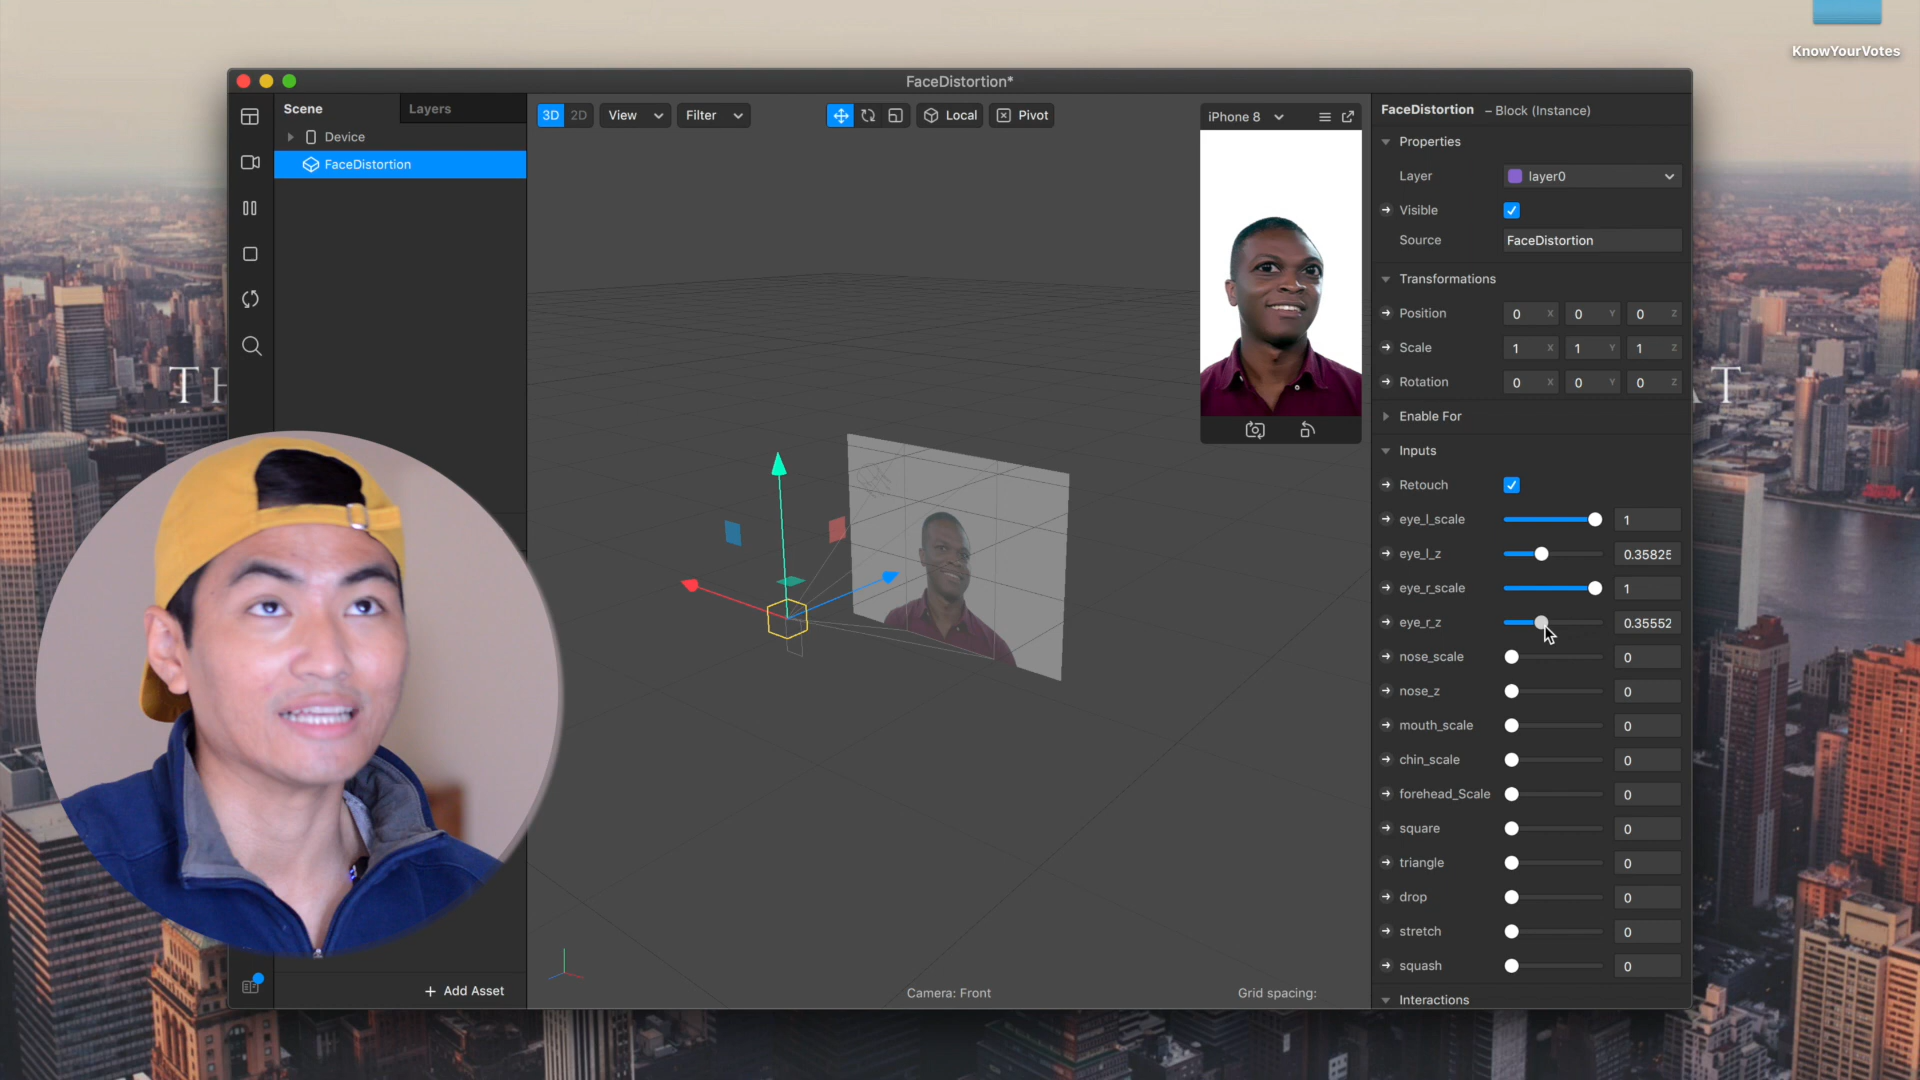 KnowYourVotes
FaceDistortion*
Scene
Layers
Device
FaceDistortion
3D
2D
View
Filter
Local
Pivot
iPhone 8
FaceDistortion – Block (Instance)
Properties
Layer
layer0
Visible
Source
FaceDistortion
Transformations
Position
0 X
0 Y
0 Z
Scale
1 X
1 Y
1 Z
Rotation
0 X
0 Y
0 Z
Enable For
Inputs
Retouch
eye_l_scale
1
eye_l_z
0.35825
eye_r_scale
1
eye_r_z
0.35552
nose_scale
0
nose_z
0
mouth_scale
0
chin_scale
0
forehead_Scale
0
square
0
triangle
0
drop
0
stretch
0
squash
0
Interactions
+ Add Asset
Camera: Front
Grid spacing: